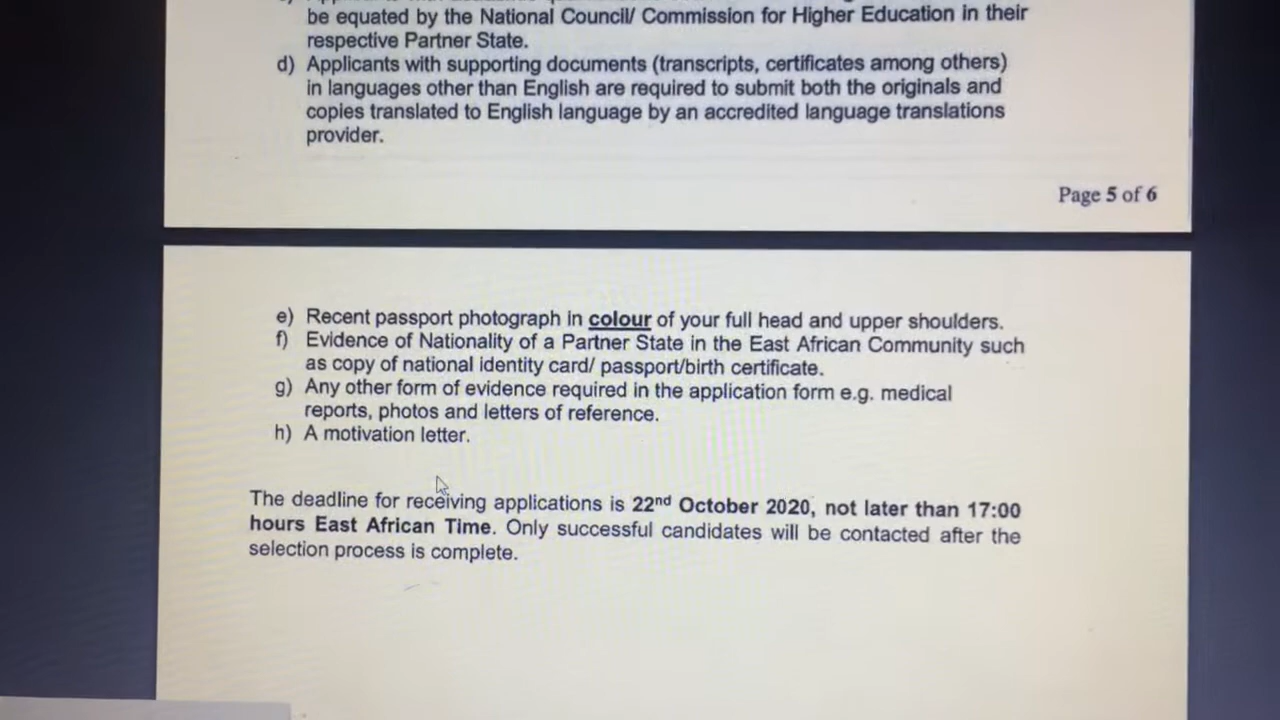 be equated by the National Council/ Commission for Higher Education in their
respective Partner State.
d) Applicants with supporting documents (transcripts, certificates among others)
in languages other than English are required to submit both the originals and
copies translated to English language by an accredited language translations
provider.
Page 5 of 6
e) Recent passport photograph in colour of your full head and upper shoulders.
f) Evidence of Nationality of a Partner State in the East African Community such
as copy of national identity card/ passport/birth certificate.
g) Any other form of evidence required in the application form e.g. medical
reports, photos and letters of reference.
h) A motivation letter.
The deadline for receiving applications is 22nd October 2020, not later than 17:00
hours East African Time. Only successful candidates will be contacted after the
selection process is complete.